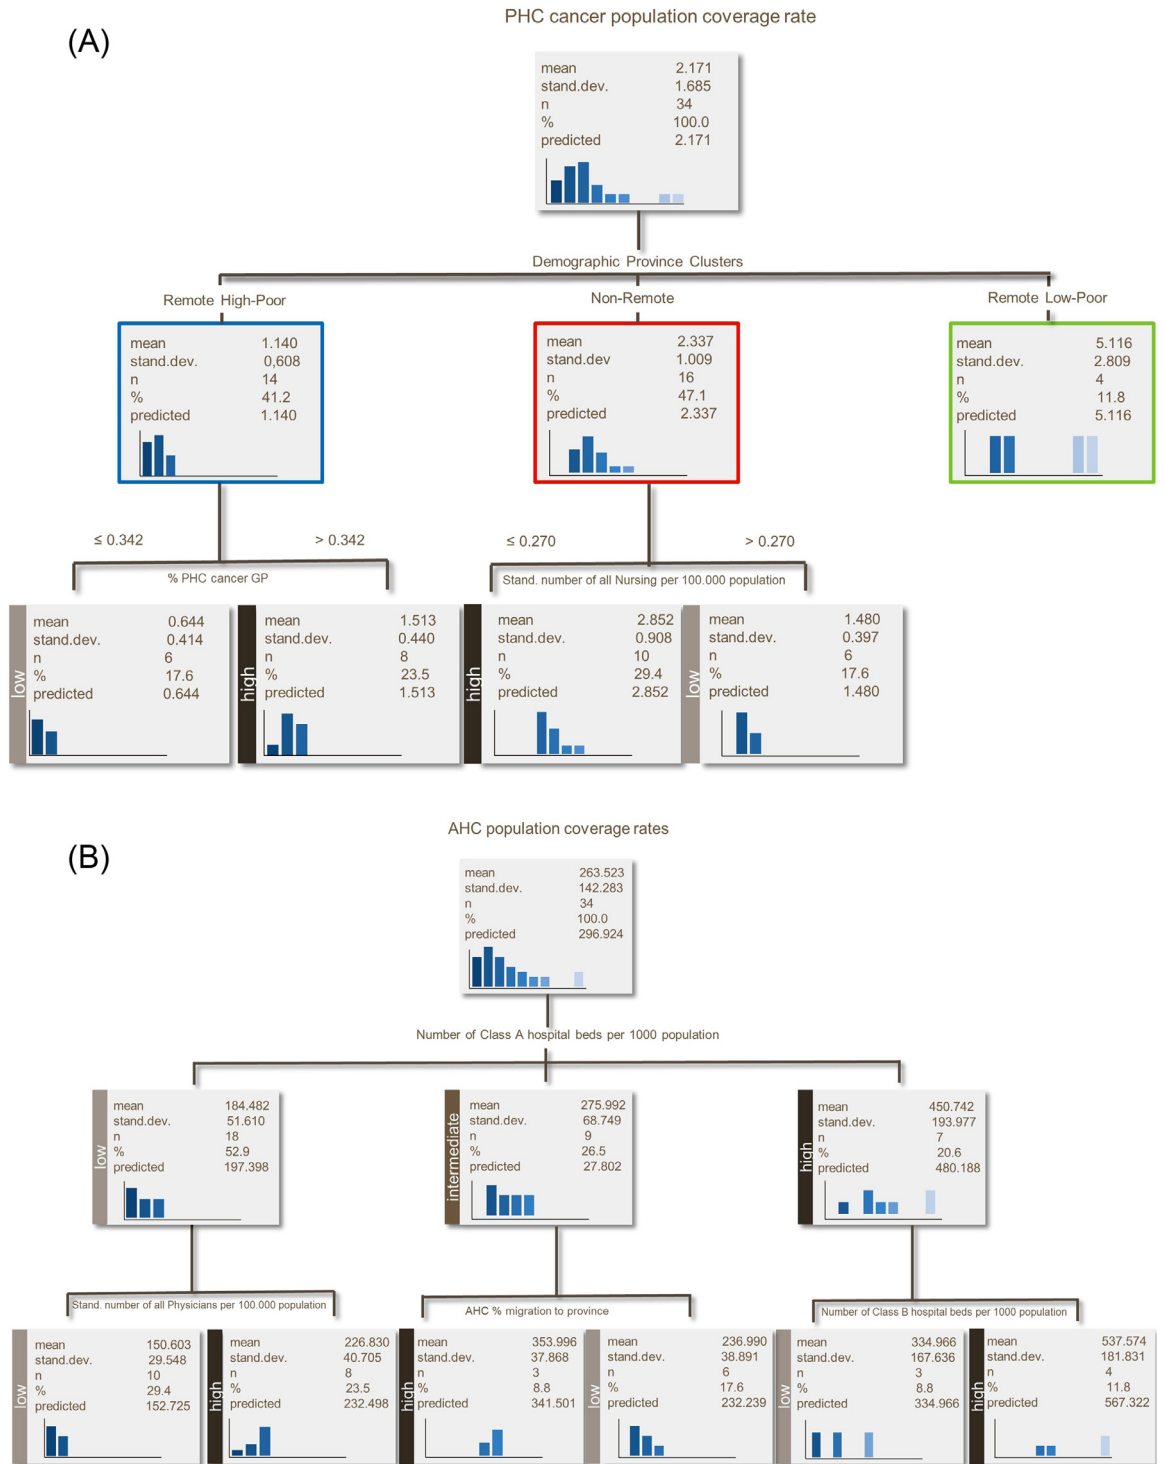 PHC cancer population coverage rate
(A)
mean 2.171
stand.dev. 1.685
n 34
% 100.0
predicted 2.171
Demographic Province Clusters
Remote High-Poor
mean 1.140
stand.dev. 0,608
n 14
% 41.2
predicted 1.140
Non-Remote
mean 2.337
stand.dev 1.009
n 16
% 47.1
predicted 2.337
Remote Low-Poor
mean 5.116
stand.dev. 2.809
n 4
% 11.8
predicted 5.116
≤ 0.342
> 0.342
% PHC cancer GP
≤ 0.270
> 0.270
Stand. number of all Nursing per 100.000 population
low
mean 0.644
stand.dev. 0.414
n 6
% 17.6
predicted 0.644
high
mean 1.513
stand.dev. 0.440
n 8
% 23.5
predicted 1.513
high
mean 2.852
stand.dev. 0.908
n 10
% 29.4
predicted 2.852
low
mean 1.480
stand.dev. 0.397
n 6
% 17.6
predicted 1.480
AHC population coverage rates
(B)
mean 263.523
stand.dev. 142.283
n 34
% 100.0
predicted 296.924
Number of Class A hospital beds per 1000 population
low
mean 184.482
stand.dev. 51.610
n 18
% 52.9
predicted 197.398
intermediate
mean 275.992
stand.dev. 68.749
n 9
% 26.5
predicted 27.802
high
mean 450.742
stand.dev. 193.977
n 7
% 20.6
predicted 480.188
Stand. number of all Physicians per 100.000 population
AHC % migration to province
Number of Class B hospital beds per 1000 population
low
mean 150.603
stand.dev. 29.548
n 10
% 29.4
predicted 152.725
high
mean 226.830
stand.dev. 40.705
n 8
% 23.5
predicted 232.498
high
mean 353.996
stand.dev. 37.868
n 3
% 8.8
predicted 341.501
low
mean 236.990
stand.dev. 38.891
n 6
% 17.6
predicted 232.239
low
mean 334.966
stand.dev. 167.636
n 3
% 8.8
predicted 334.966
high
mean 537.574
stand.dev. 181.831
n 4
% 11.8
predicted 567.322